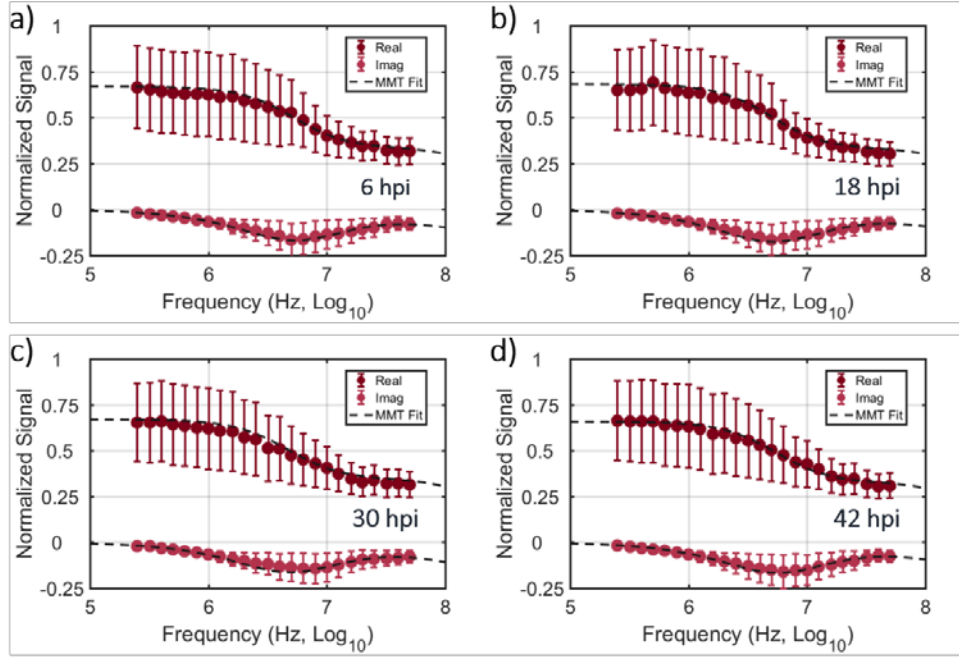 a)
1
0.75
0.50
0.25
0
-0.25
Normalized Signal
Real
Imag
MMT Fit
6 hpi
5 6 7 8
Frequency (Hz, Log10)
b)
1
0.75
0.50
0.25
0
-0.25
Normalized Signal
Real
Imag
MMT Fit
18 hpi
5 6 7 8
Frequency (Hz, Log10)
c)
1
0.75
0.50
0.25
0
-0.25
Normalized Signal
Real
Imag
MMT Fit
30 hpi
5 6 7 8
Frequency (Hz, Log10)
d)
1
0.75
0.50
0.25
0
-0.25
Normalized Signal
Real
Imag
MMT Fit
42 hpi
5 6 7 8
Frequency (Hz, Log10)